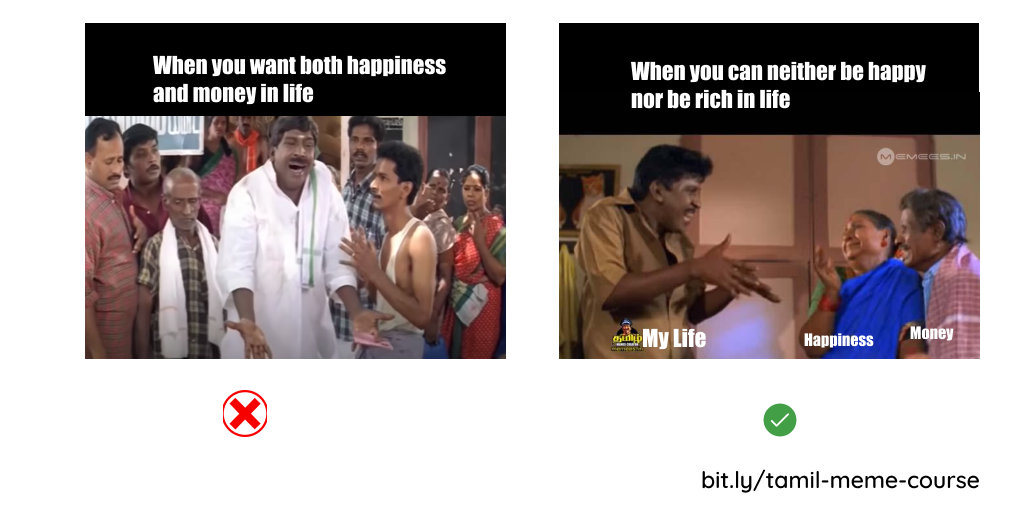 When you want both happiness
and money in life
When you can neither be happy
nor be rich in life
MEMEES.IN
தமிழ்
My Life
Happiness
Money
bit.ly/tamil-meme-course